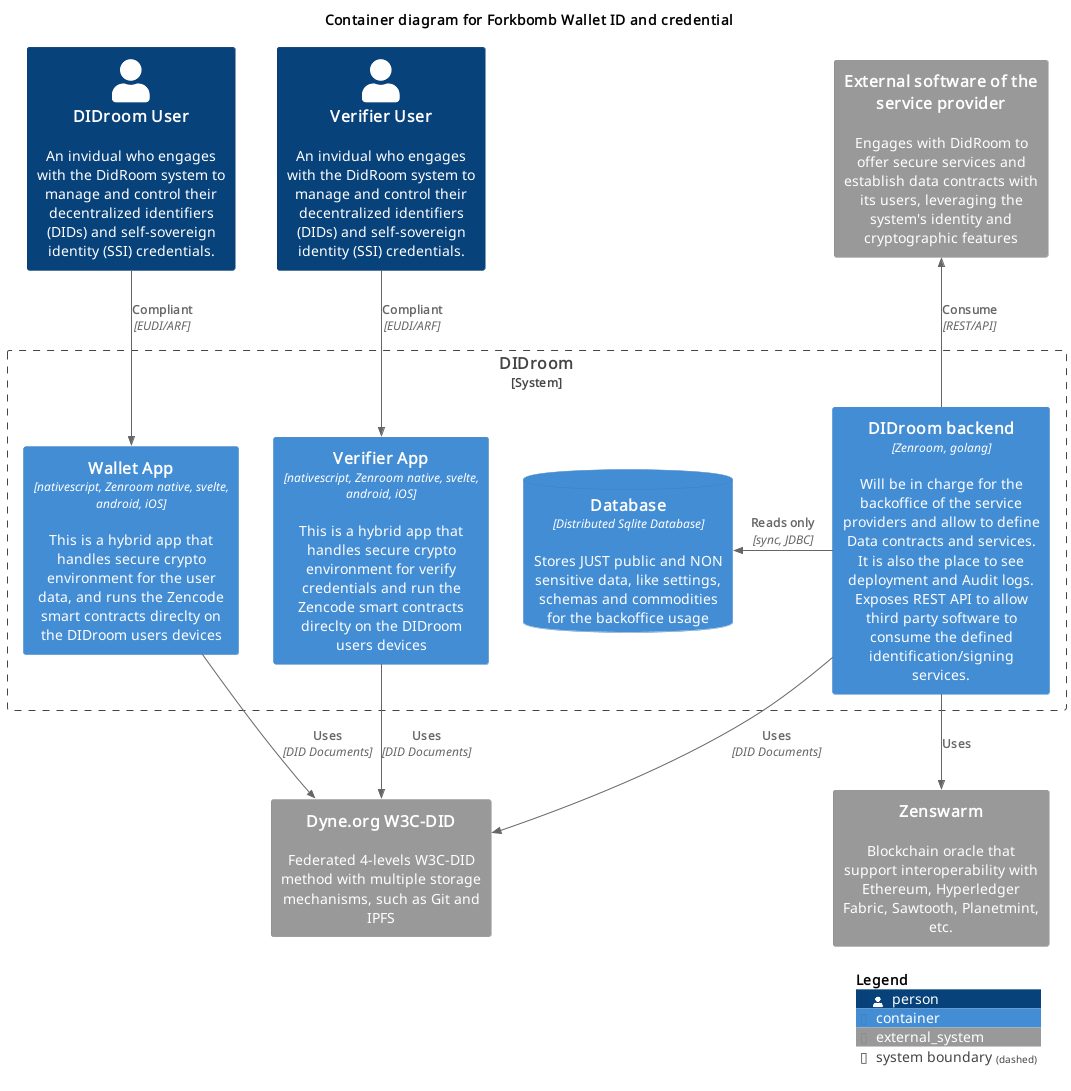 Container diagram for Forkbomb Wallet ID and credential
DIDroom User
An invidual who engages
with the DidRoom system to
manage and control their
decentralized identifiers
(DIDs) and self-sovereign
identity (SSI) credentials.
Verifier User
An invidual who engages
with the DidRoom system to
manage and control their
decentralized identifiers
(DIDs) and self-sovereign
identity (SSI) credentials.
External software of the
service provider
Engages with DidRoom to
offer secure services and
establish data contracts with
its users, leveraging the
system's identity and
cryptographic features
Compliant
[EUDI/ARF]
Compliant
[EUDI/ARF]
Consume
[REST/API]
DIDroom
[System]
Wallet App
[nativescript, Zenroom native, svelte,
android, iOS]
This is a hybrid app that
handles secure crypto
environment for the user
data, and runs the Zencode
smart contracts direclty on
the DIDroom users devices
Verifier App
[nativescript, Zenroom native, svelte,
android, iOS]
This is a hybrid app that
handles secure crypto
environment for verify
credentials and run the
Zencode smart contracts
direclty on the DIDroom
users devices
Database
[Distributed Sqlite Database]
Stores JUST public and NON
sensitive data, like settings,
schemas and commodities
for the backoffice usage
Reads only
[sync, JDBC]
DIDroom backend
[Zenroom, golang]
Will be in charge for the
backoffice of the service
providers and allow to define
Data contracts and services.
It is also the place to see
deployment and Audit logs.
Exposes REST API to allow
third party software to
consume the defined
identification/signing
services.
Uses
[DID Documents]
Uses
[DID Documents]
Uses
[DID Documents]
Uses
Dyne.org W3C-DID
Federated 4-levels W3C-DID
method with multiple storage
mechanisms, such as Git and
IPFS
Zenswarm
Blockchain oracle that
support interoperability with
Ethereum, Hyperledger
Fabric, Sawtooth, Planetmint,
etc.
Legend
person
container
external_system
system boundary (dashed)